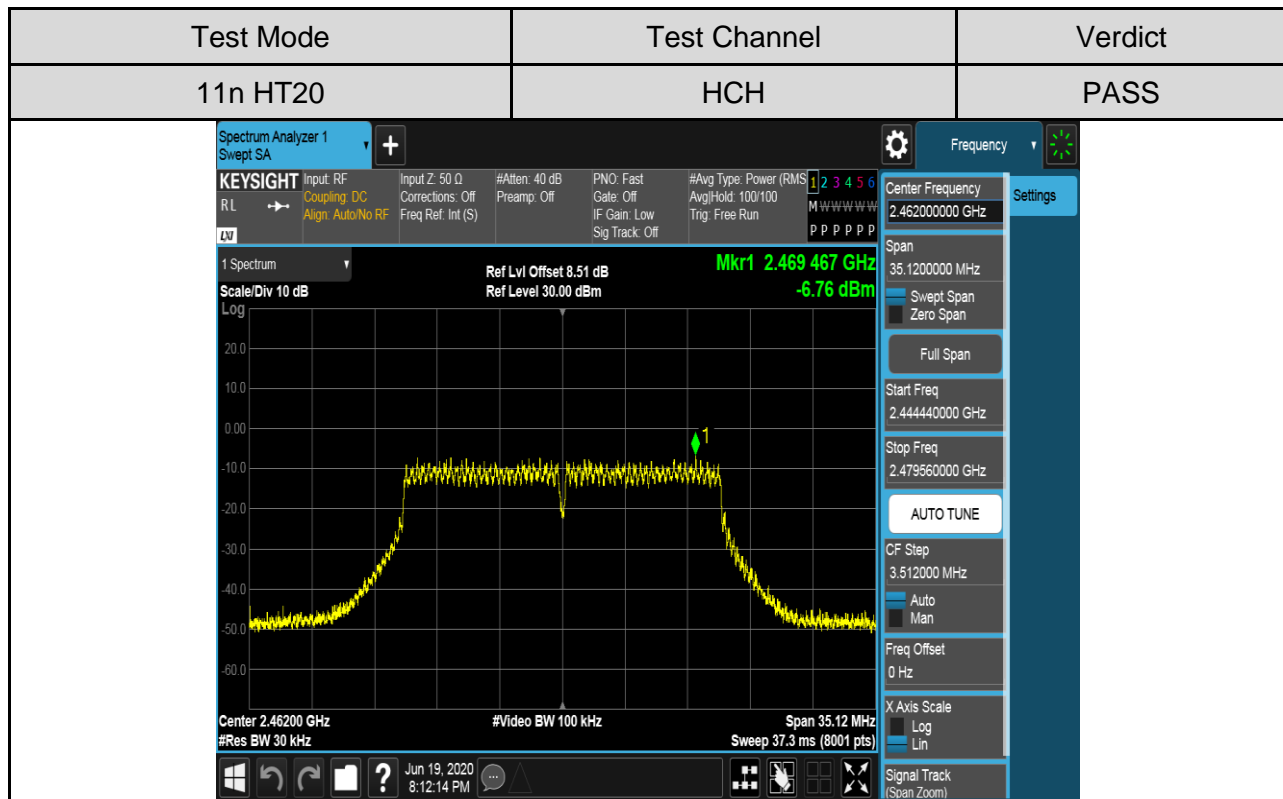 Test Mode Test Channel Verdict
11n HT20 HCH PASS
Spectrum Analyzer 1
Swept SA
+
Frequency
KEYSIGHT
RL
LXI
Input: RF
Coupling: DC
Align: Auto/No RF
Input Z: 50 Ω
Corrections: Off
Freq Ref: Int (S)
#Atten: 40 dB
Preamp: Off
PNO: Fast
Gate: Off
IF Gain: Low
Sig Track: Off
#Avg Type: Power (RMS
Avg|Hold: 100/100
Trig: Free Run
1 2 3 4 5 6
M W W W W W
P P P P P P
1 Spectrum
Scale/Div 10 dB
Log
Ref Lvl Offset 8.51 dB
Ref Level 30.00 dBm
Mkr1 2.469 467 GHz
-6.76 dBm
20.0
10.0
0.00
-10.0
-20.0
-30.0
-40.0
-50.0
-60.0
1
Center 2.46200 GHz
#Res BW 30 kHz
#Video BW 100 kHz
Span 35.12 MHz
Sweep 37.3 ms (8001 pts)
?
Jun 19, 2020
8:12:14 PM
Center Frequency
2.462000000 GHz
Settings
Span
35.1200000 MHz
Swept Span
Zero Span
Full Span
Start Freq
2.444440000 GHz
Stop Freq
2.479560000 GHz
AUTO TUNE
CF Step
3.512000 MHz
Auto
Man
Freq Offset
0 Hz
X Axis Scale
Log
Lin
Signal Track
(Span Zoom)